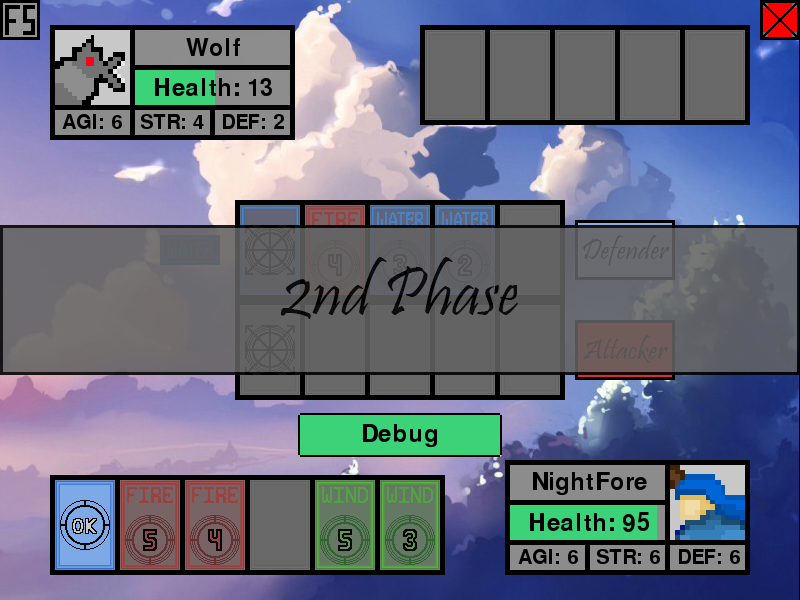 FS
Wolf
Health: 13
AGI: 6 STR: 4 DEF: 2
FIRE WATER WATER
4 3 2
Defender
2nd Phase
Attacker
Debug
OK
FIRE FIRE WIND WIND
5 4 5 3
NightFore
Health: 95
AGI: 6 STR: 6 DEF: 6